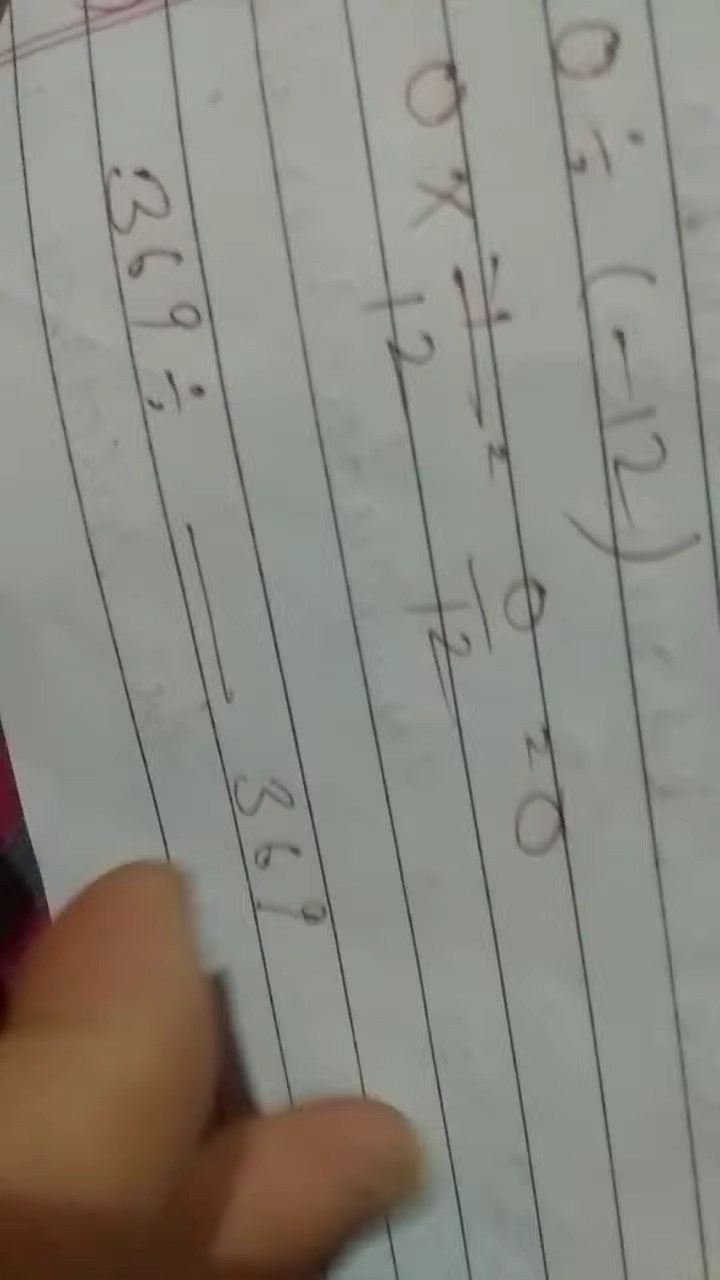 0 ÷ (-12)
0 × -1/12 = 0/12 = 0
369 ÷ ___ 369